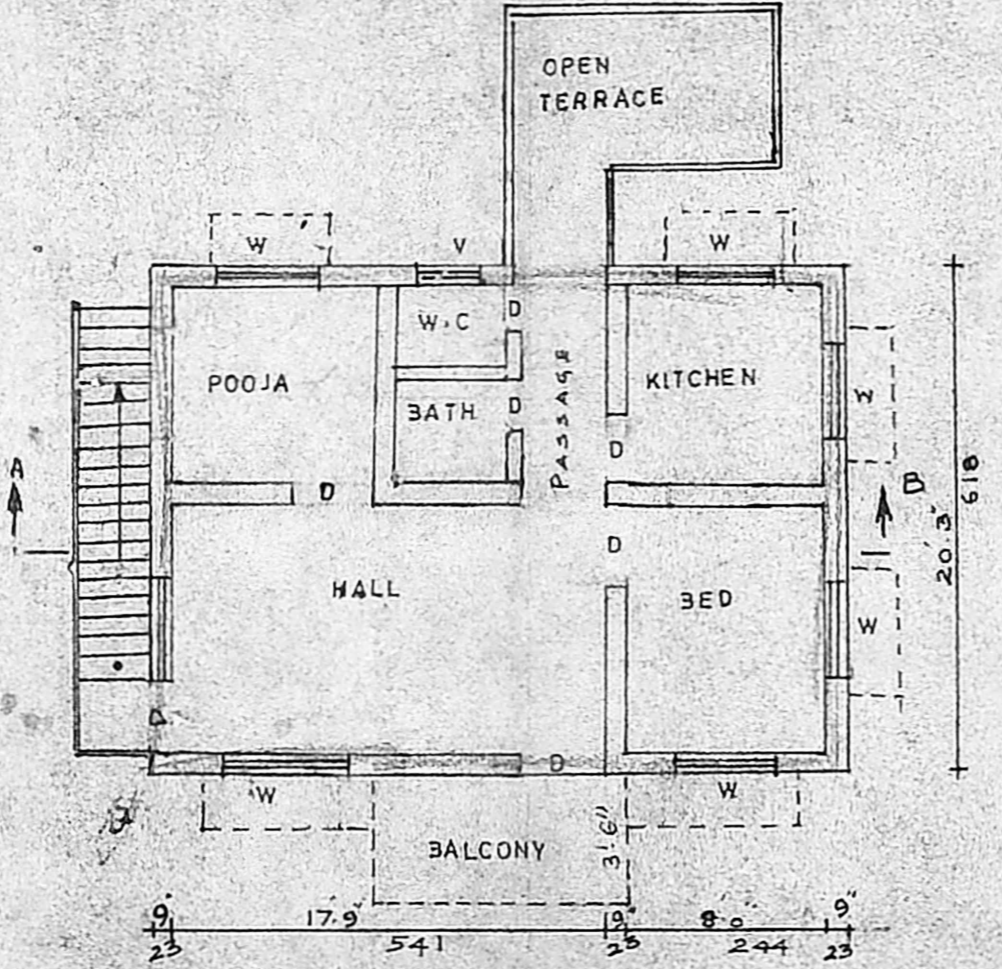 OPEN
TERRACE
W
V
W
W.C
D
POOJA
BATH
D
PASSAGE
KITCHEN
W
D
A
D
B
D
HALL
BED
W
D
D
W
W
BALCONY
3'.6"
20'.3"
618
9"
17'.9"
9"
8'.0"
9"
23
541
23
244
23